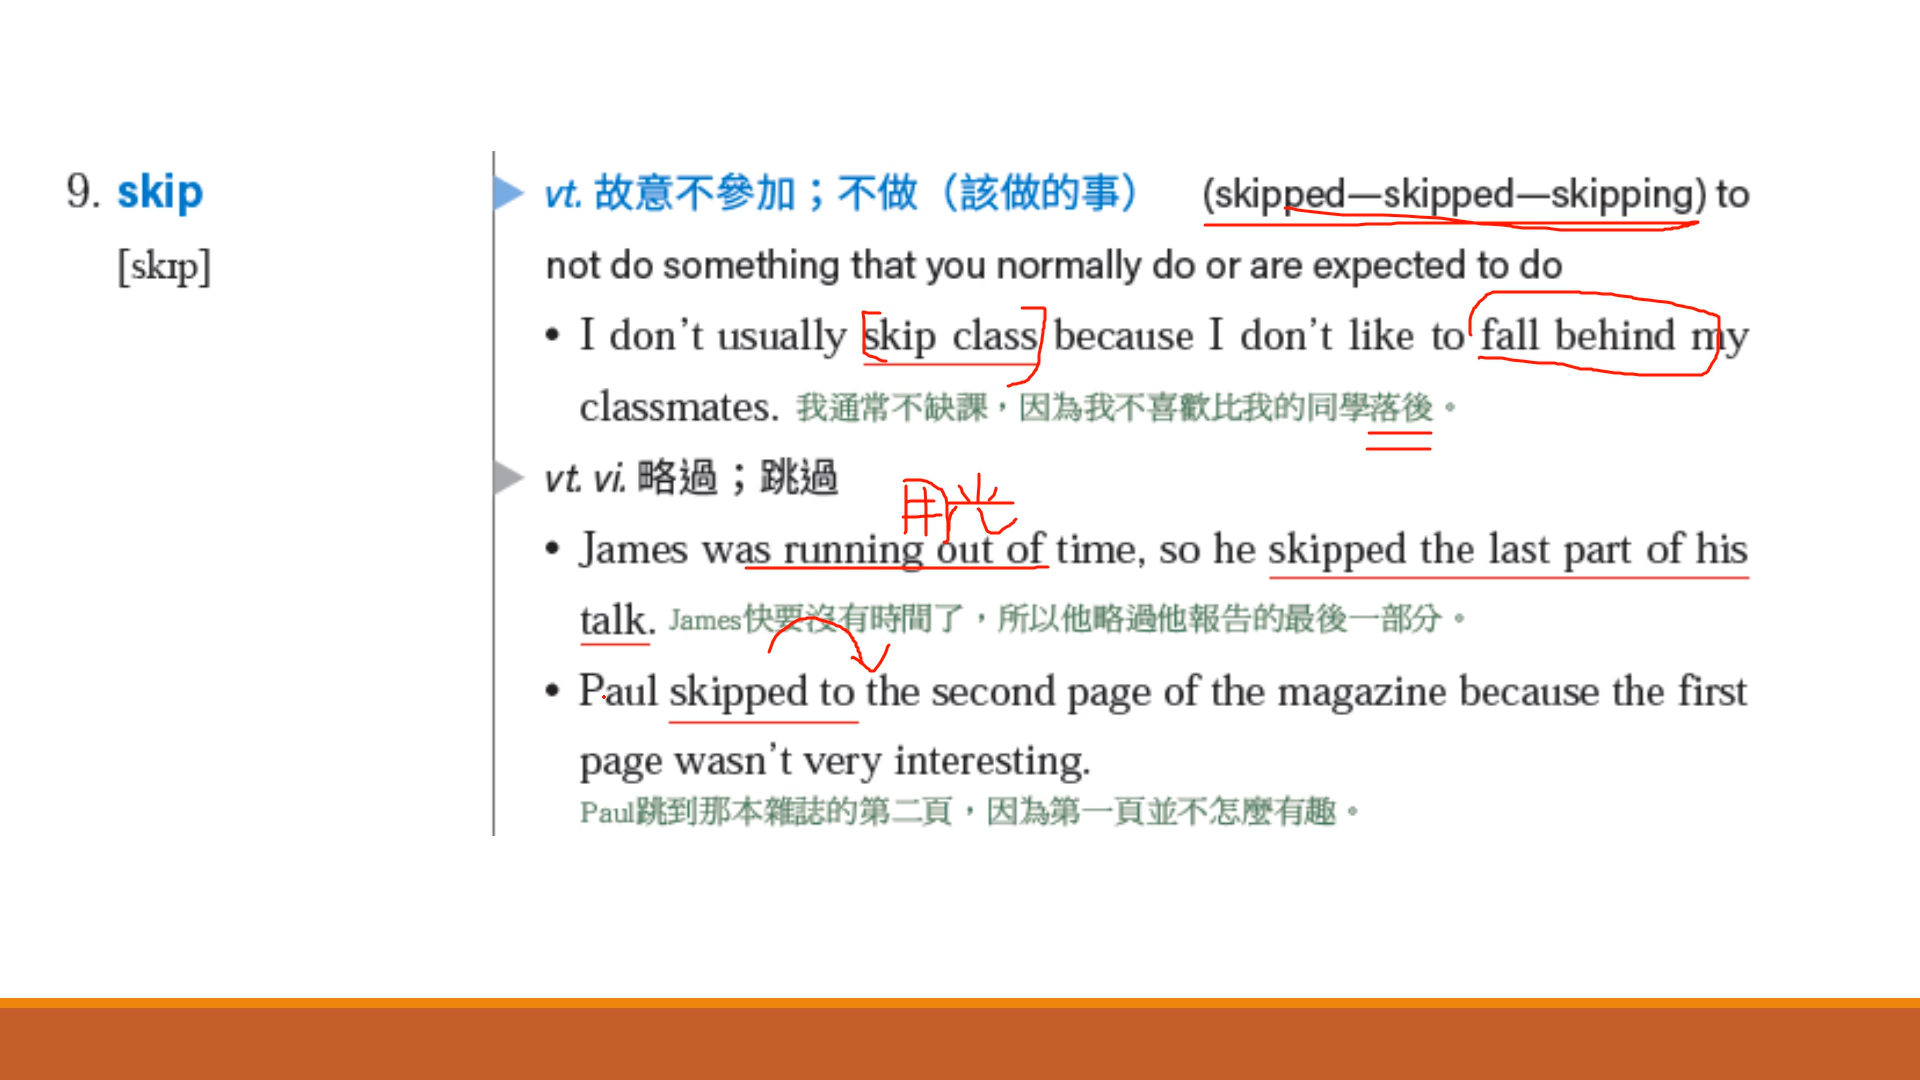 9. skip
[skɪp]
vt. 故意不參加；不做（該做的事） (skipped—skipped—skipping) to
not do something that you normally do or are expected to do
• I don't usually skip class because I don't like to fall behind my
classmates. 我通常不缺課，因為我不喜歡比我的同學落後。
vt. vi. 略過；跳過
用光
• James was running out of time, so he skipped the last part of his
talk. James快要沒有時間了，所以他略過他報告的最後一部分。
• Paul skipped to the second page of the magazine because the first
page wasn't very interesting.
Paul跳到那本雜誌的第二頁，因為第一頁並不怎麼有趣。